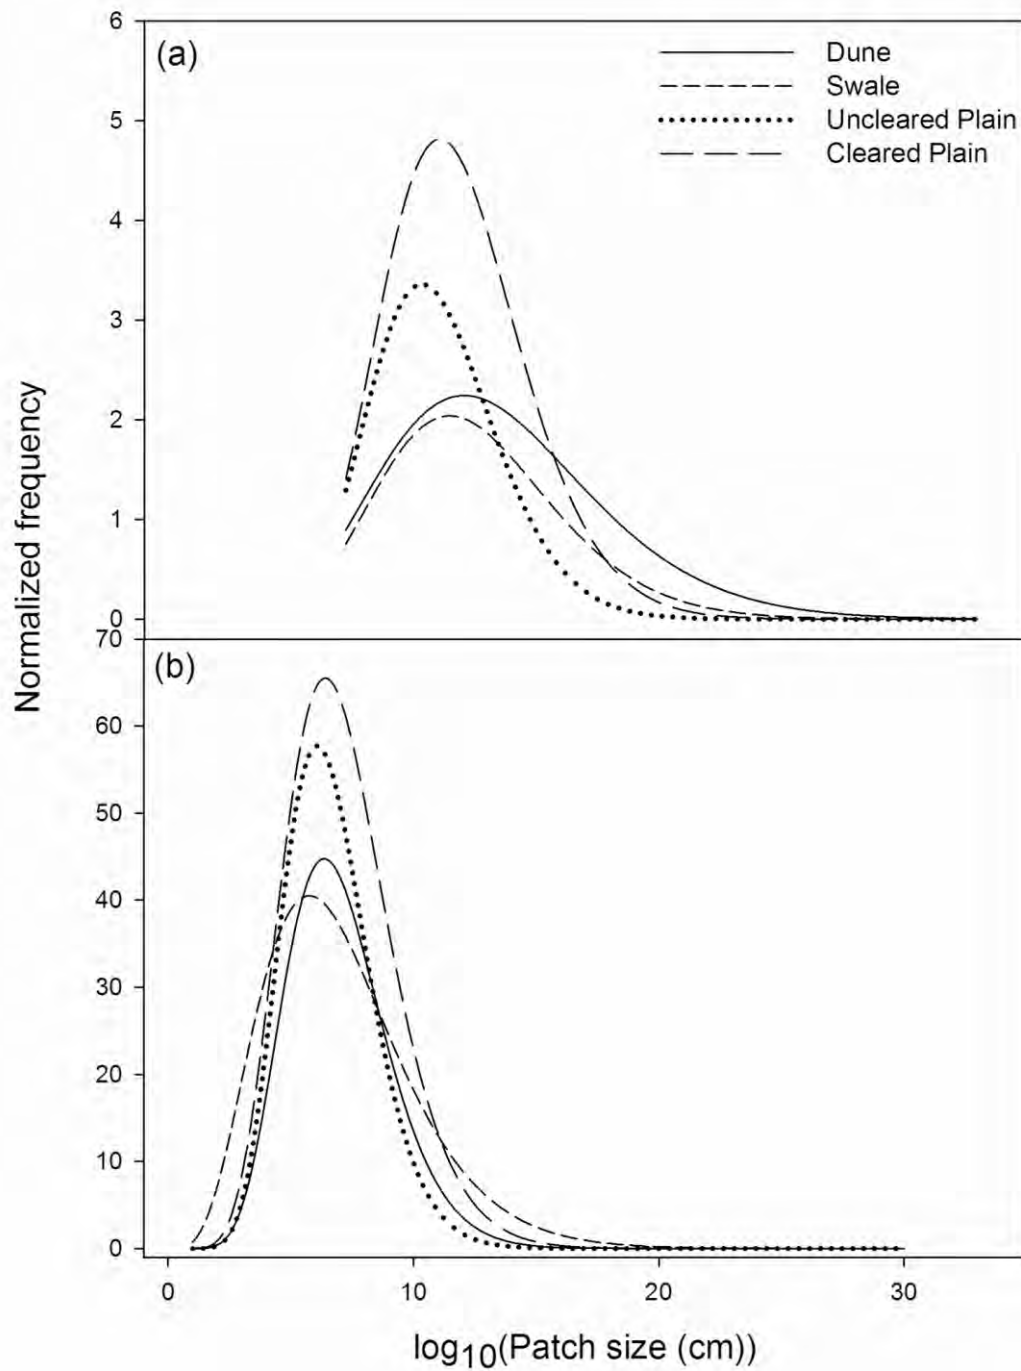 6
(a)
Dune
Swale
5
Uncleared Plain
Cleared Plain
4
3
2
1
0
Normalized frequency
70
(b)
60
50
40
30
20
10
0
0 10 20 30
log10(Patch size (cm))